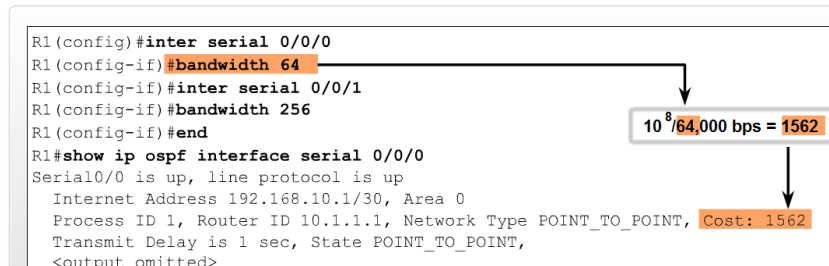 R1(config)#inter serial 0/0/0
R1(config-if)#bandwidth 64
R1(config-if)#inter serial 0/0/1
R1(config-if)#bandwidth 256
R1(config-if)#end
10^8/64,000 bps = 1562
R1#show ip ospf interface serial 0/0/0
Serial0/0 is up, line protocol is up
Internet Address 192.168.10.1/30, Area 0
Process ID 1, Router ID 10.1.1.1, Network Type POINT_TO_POINT, Cost: 1562
Transmit Delay is 1 sec, State POINT_TO_POINT,
<output omitted>